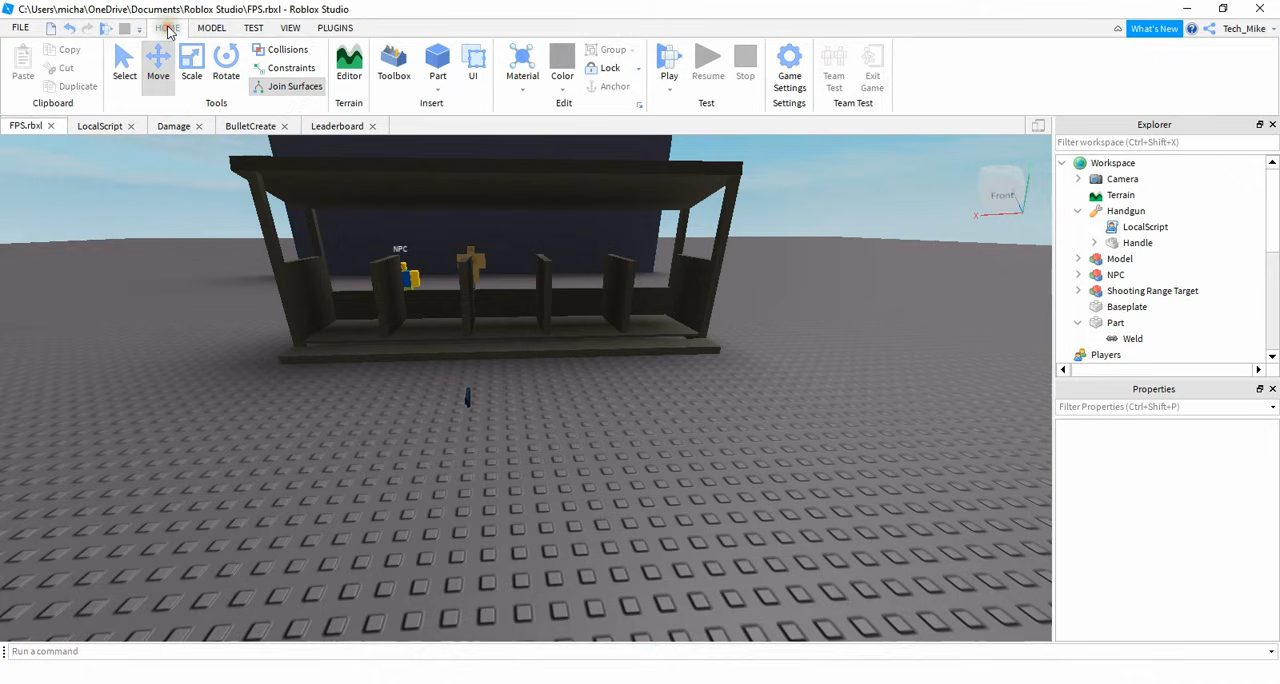 C:\Users\micha\OneDrive\Documents\Roblox Studio\FPS.rbxl - Roblox Studio
FILE HOME MODEL TEST VIEW PLUGINS What's New Tech_Mike
Copy Collisions Group
Cut Constraints Lock
Paste Duplicate Select Move Scale Rotate Join Surfaces Editor Toolbox Part UI Material Color Anchor Play Resume Stop Game Settings Team Test Exit Game
Clipboard Tools Terrain Insert Edit Test Settings Team Test
FPS.rbxl LocalScript Damage BulletCreate Leaderboard
Explorer
Filter workspace (Ctrl+Shift+X)
Workspace
Camera
Terrain
Handgun
LocalScript
Handle
Model
NPC
Shooting Range Target
Baseplate
Part
Weld
Players
Properties
Filter Properties (Ctrl+Shift+P)
Front
X
NPC
Run a command